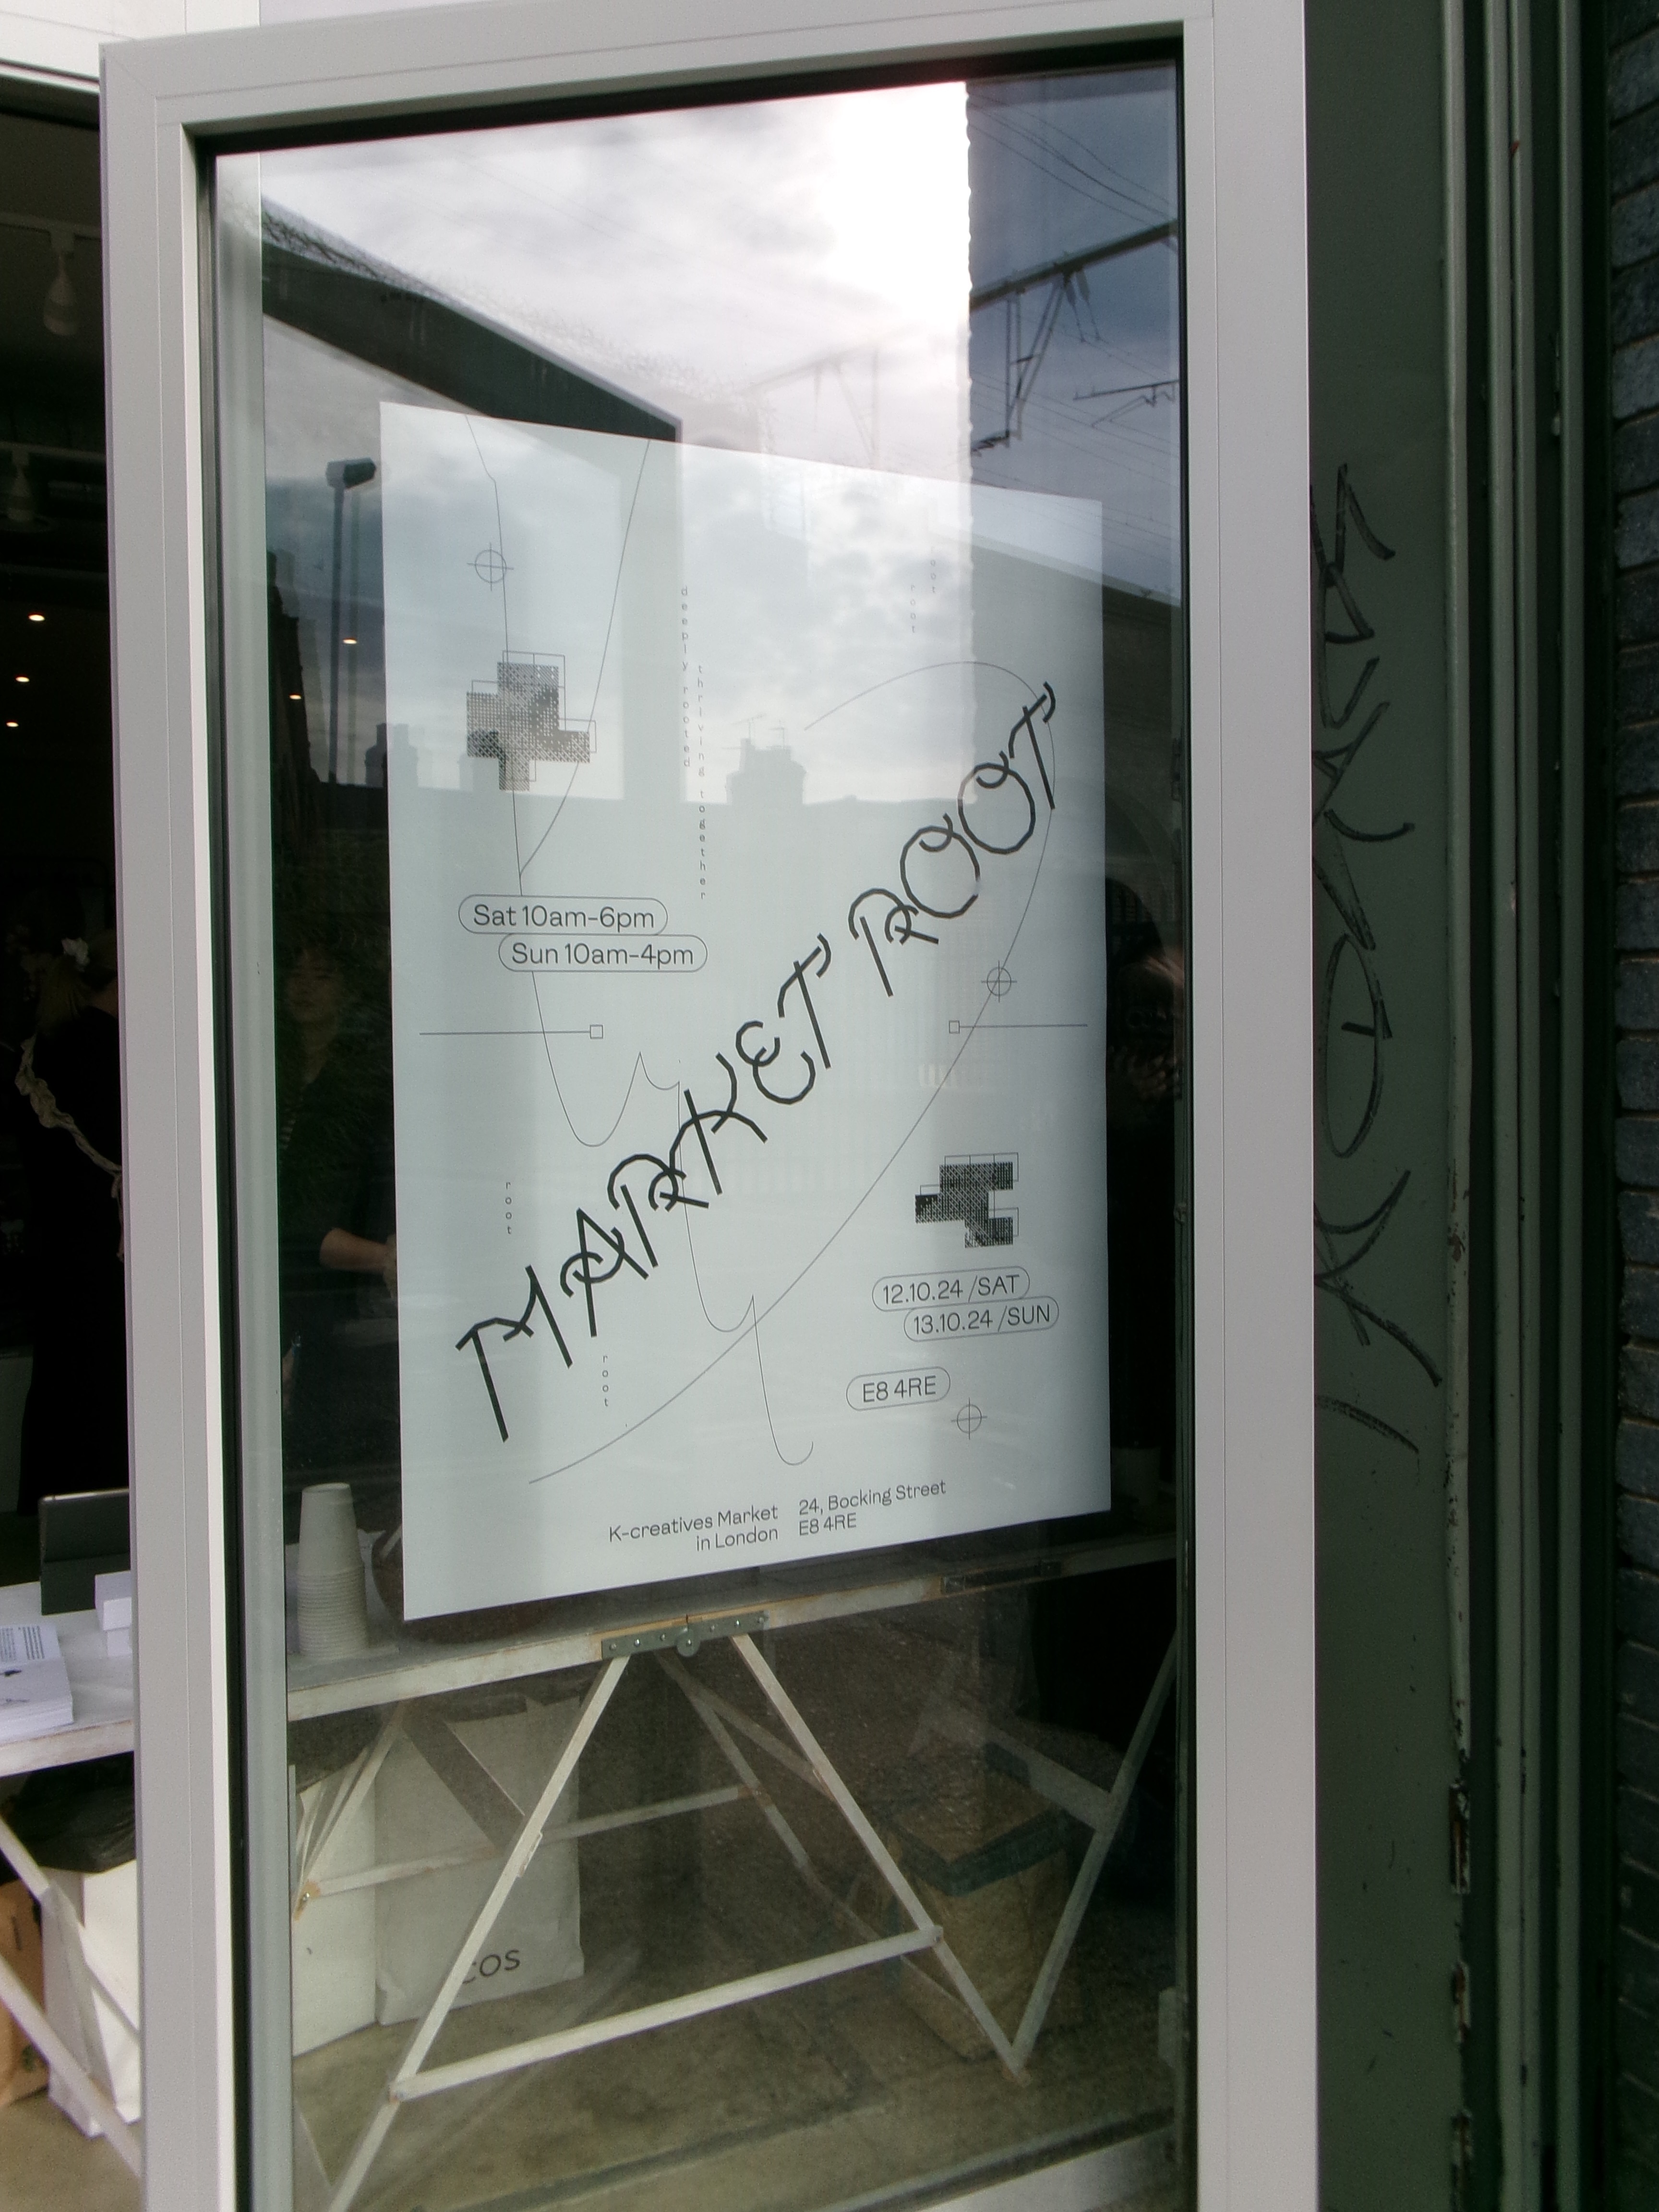 root
root
deeply rooted
thriving together
Sat 10am-6pm
Sun 10am-4pm
MARKET ROOT
root
root
12.10.24 /SAT
13.10.24 /SUN
E8 4RE
K-creatives Market
in London
24, Bocking Street
E8 4RE
COS